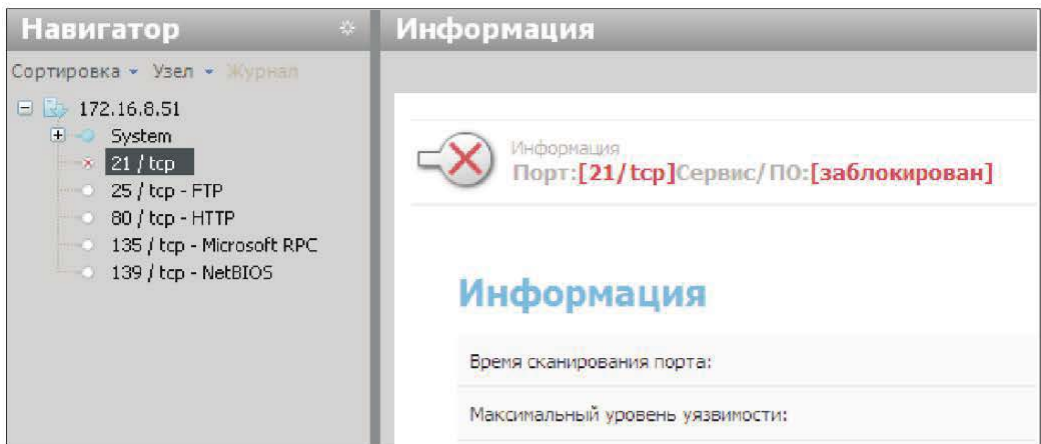 Навигатор
Сортировка Узел Журнал
172.16.8.51
System
21 / tcp
25 / tcp - FTP
80 / tcp - HTTP
135 / tcp - Microsoft RPC
139 / tcp - NetBIOS
Информация
Информация
Порт:[21/tcp]Сервис/ПО:[заблокирован]
Информация
Время сканирования порта:
Максимальный уровень уязвимости: